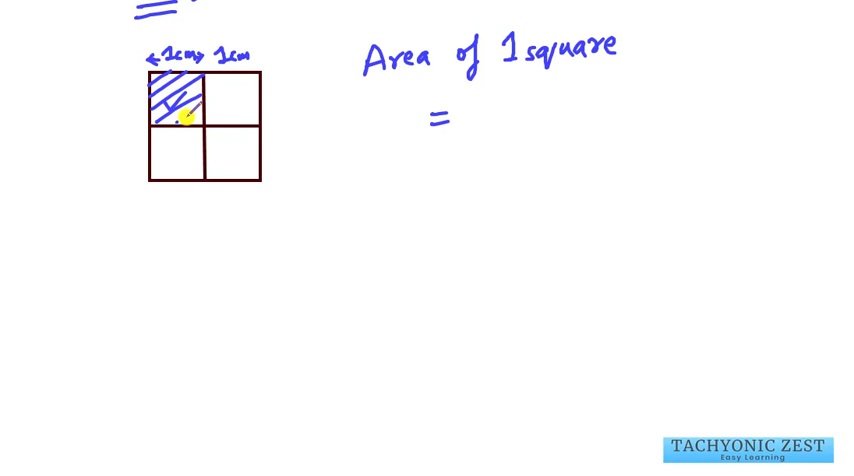 1cm 1cm
Area of 1 square
=
TACHYONIC ZEST
Easy Learning